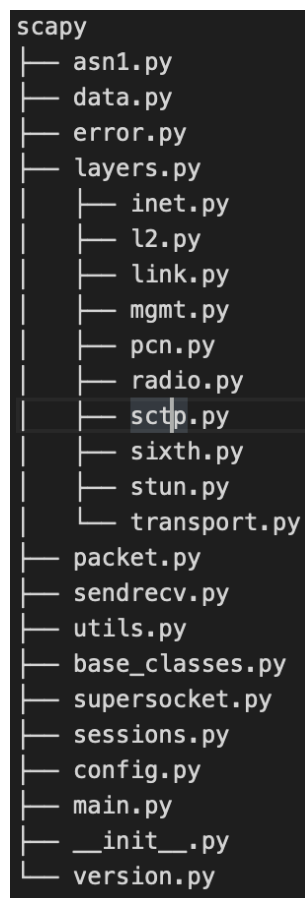 scapy
├── asn1.py
├── data.py
├── error.py
├── layers.py
│   ├── inet.py
│   ├── l2.py
│   ├── link.py
│   ├── mgmt.py
│   ├── pcn.py
│   ├── radio.py
│   ├── sctp.py
│   ├── sixth.py
│   ├── stun.py
│   └── transport.py
├── packet.py
├── sendrecv.py
├── utils.py
├── base_classes.py
├── supersocket.py
├── sessions.py
├── config.py
├── main.py
├── __init__.py
└── version.py